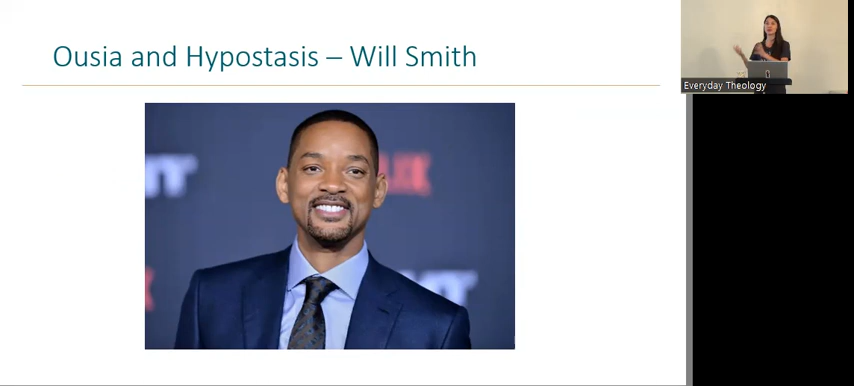 Ousia and Hypostasis – Will Smith
Everyday Theology